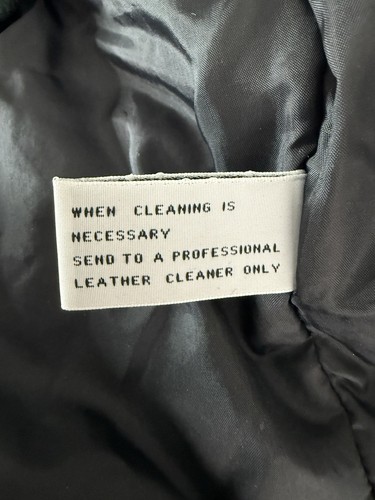 WHEN CLEANING IS
NECESSARY
SEND TO A PROFESSIONAL
LEATHER CLEANER ONLY